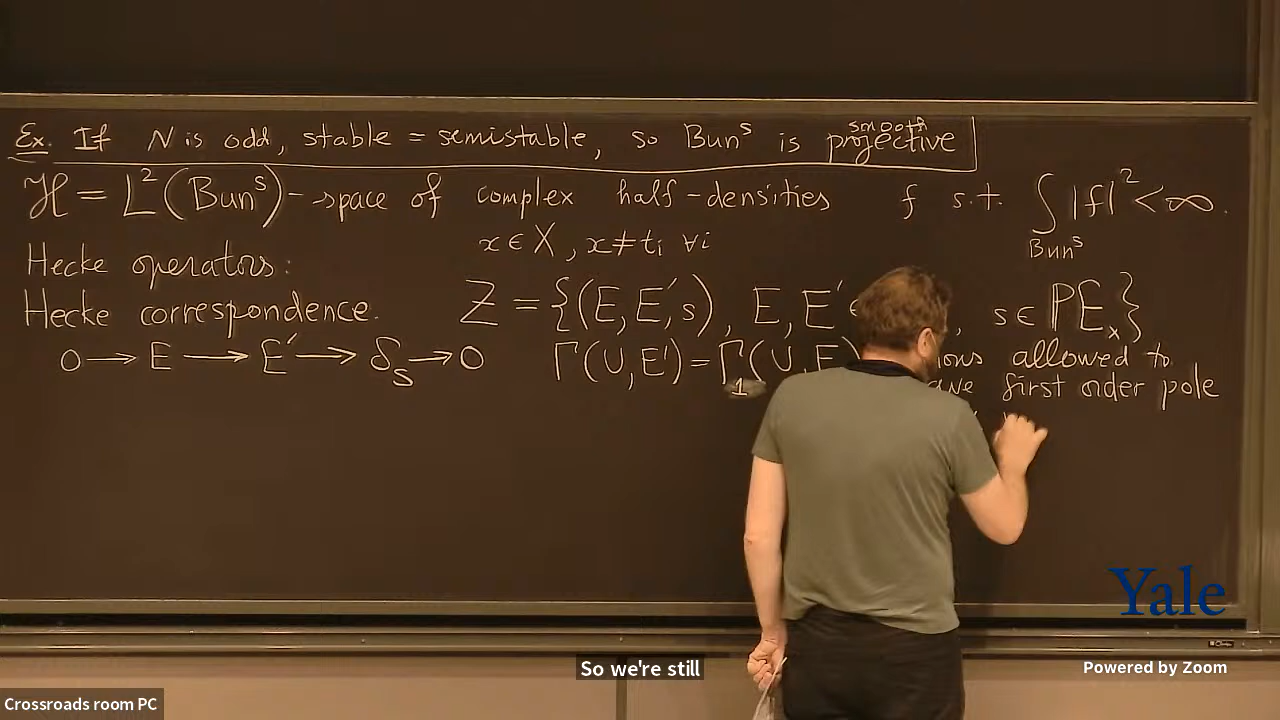 Ex. If N is odd, stable = semistable, so Bun^s is smooth projective
ℋ = L²(Bun^s) - space of complex half-densities f s.t. ∫_{Bun^s} |f|² < ∞.
Hecke operators:
x ∈ X, x ≠ t_i ∀i
Hecke correspondence. Z = {(E, E', s), E, E' ∈ , s ∈ ℙE_x}
0 → E → E' → δ_s → 0 Γ(U, E') = Γ_1(U, E) allowed to
first order pole
So we're still
Yale
Powered by Zoom
Crossroads room PC